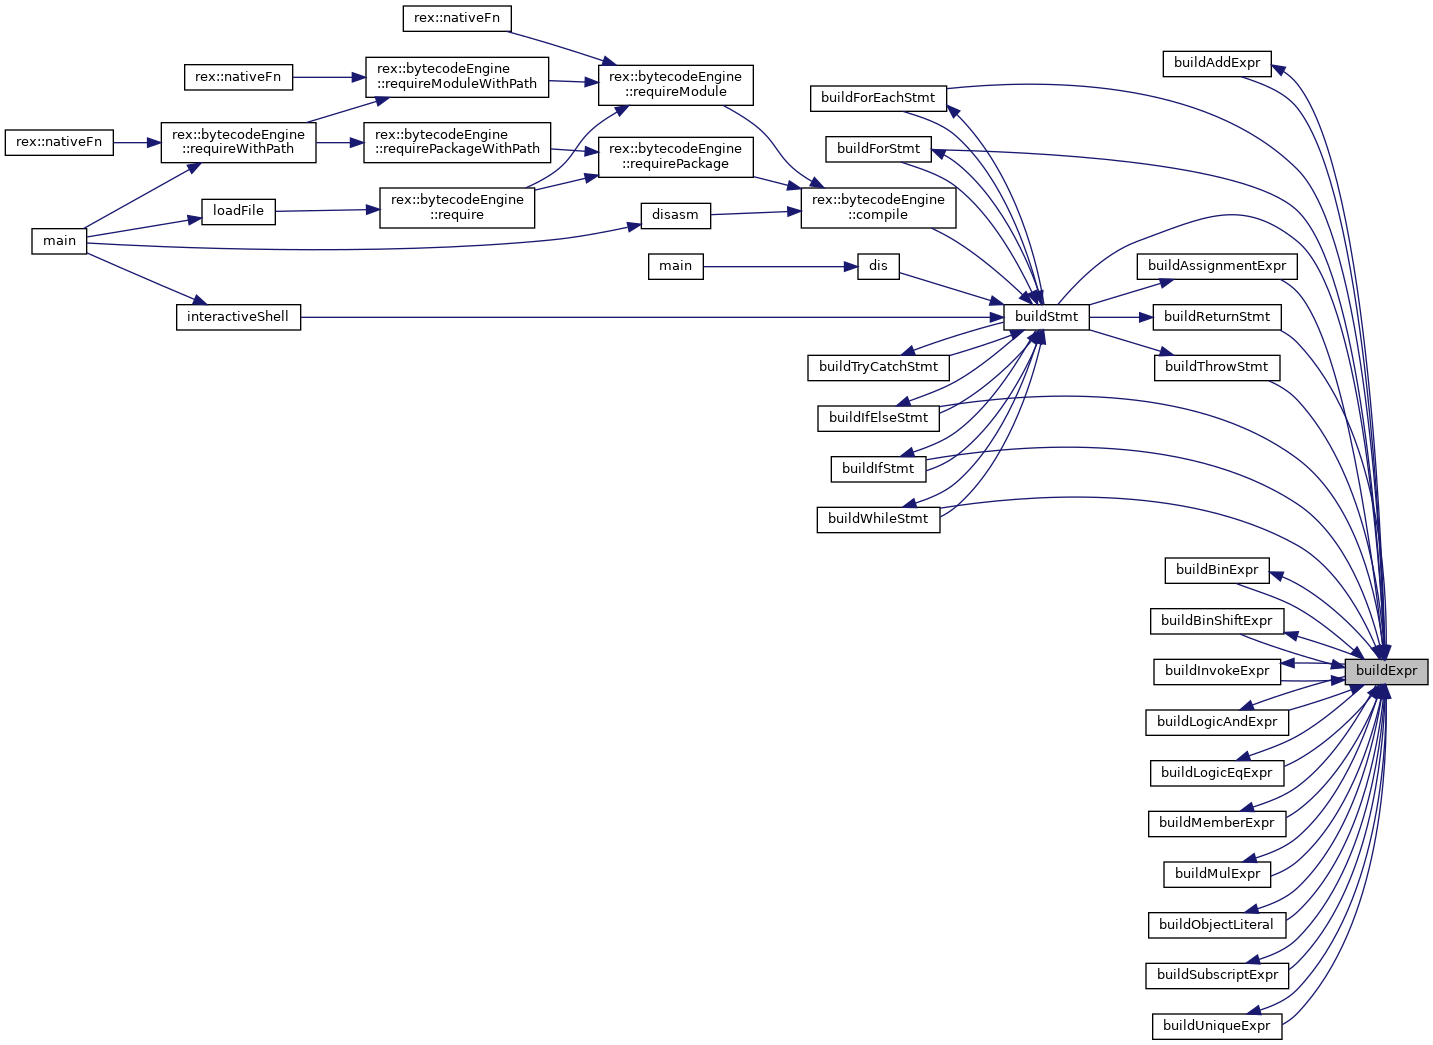 rex::nativeFn
rex::nativeFn
rex::bytecodeEngine
::requireModuleWithPath
rex::bytecodeEngine
::requireModule
rex::nativeFn
rex::bytecodeEngine
::requireWithPath
rex::bytecodeEngine
::requirePackageWithPath
rex::bytecodeEngine
::requirePackage
main
loadFile
rex::bytecodeEngine
::require
disasm
rex::bytecodeEngine
::compile
main
dis
interactiveShell
buildStmt
buildForEachStmt
buildForStmt
buildTryCatchStmt
buildIfElseStmt
buildIfStmt
buildWhileStmt
buildAddExpr
buildAssignmentExpr
buildReturnStmt
buildThrowStmt
buildBinExpr
buildBinShiftExpr
buildInvokeExpr
buildExpr
buildLogicAndExpr
buildLogicEqExpr
buildMemberExpr
buildMulExpr
buildObjectLiteral
buildSubscriptExpr
buildUniqueExpr